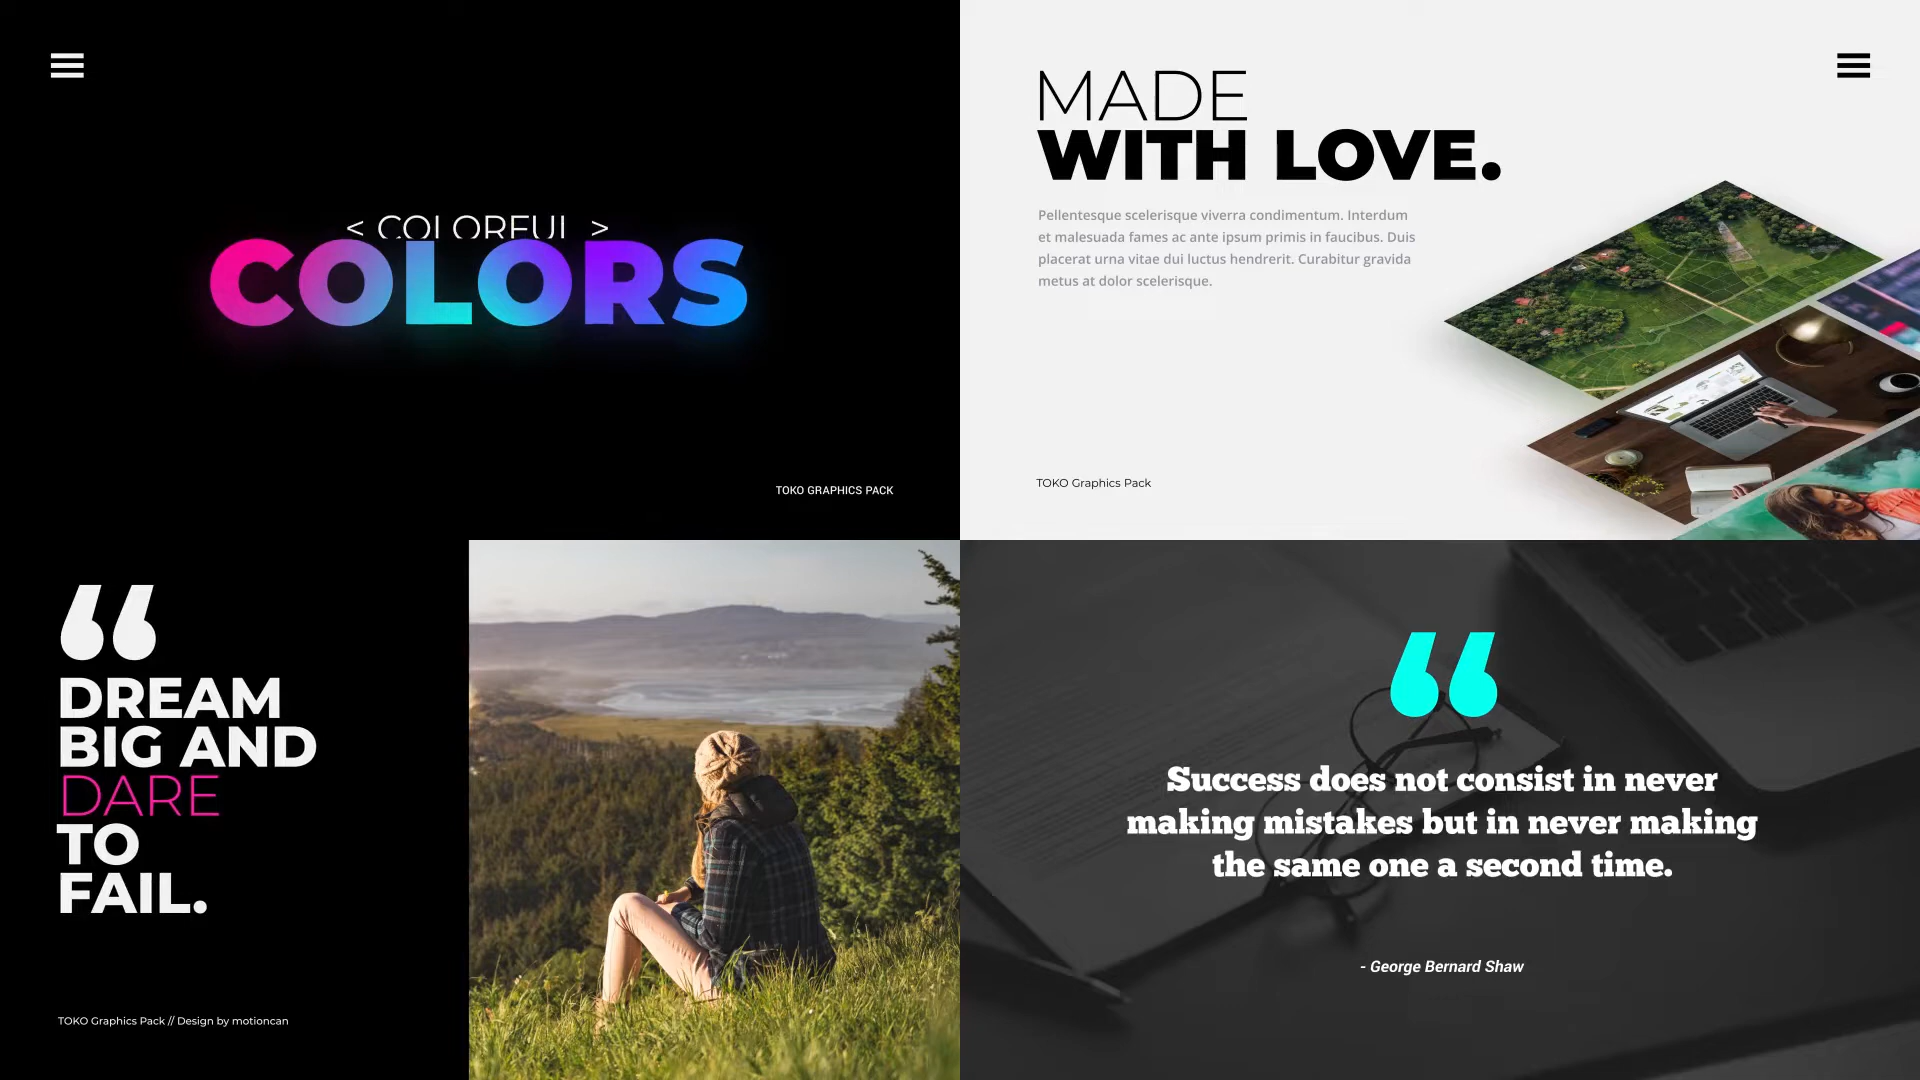 < COLORFUL >
COLORS
TOKO GRAPHICS PACK
MADE
WITH LOVE.
Pellentesque scelerisque viverra condimentum. Interdum
et malesuada fames ac ante ipsum primis in faucibus. Duis
placerat urna vitae dui luctus hendrerit. Curabitur gravida
metus at dolor scelerisque.
TOKO Graphics Pack
“
DREAM
BIG AND
DARE
TO
FAIL.
TOKO Graphics Pack // Design by motioncan
“
Success does not consist in never
making mistakes but in never making
the same one a second time.
- George Bernard Shaw